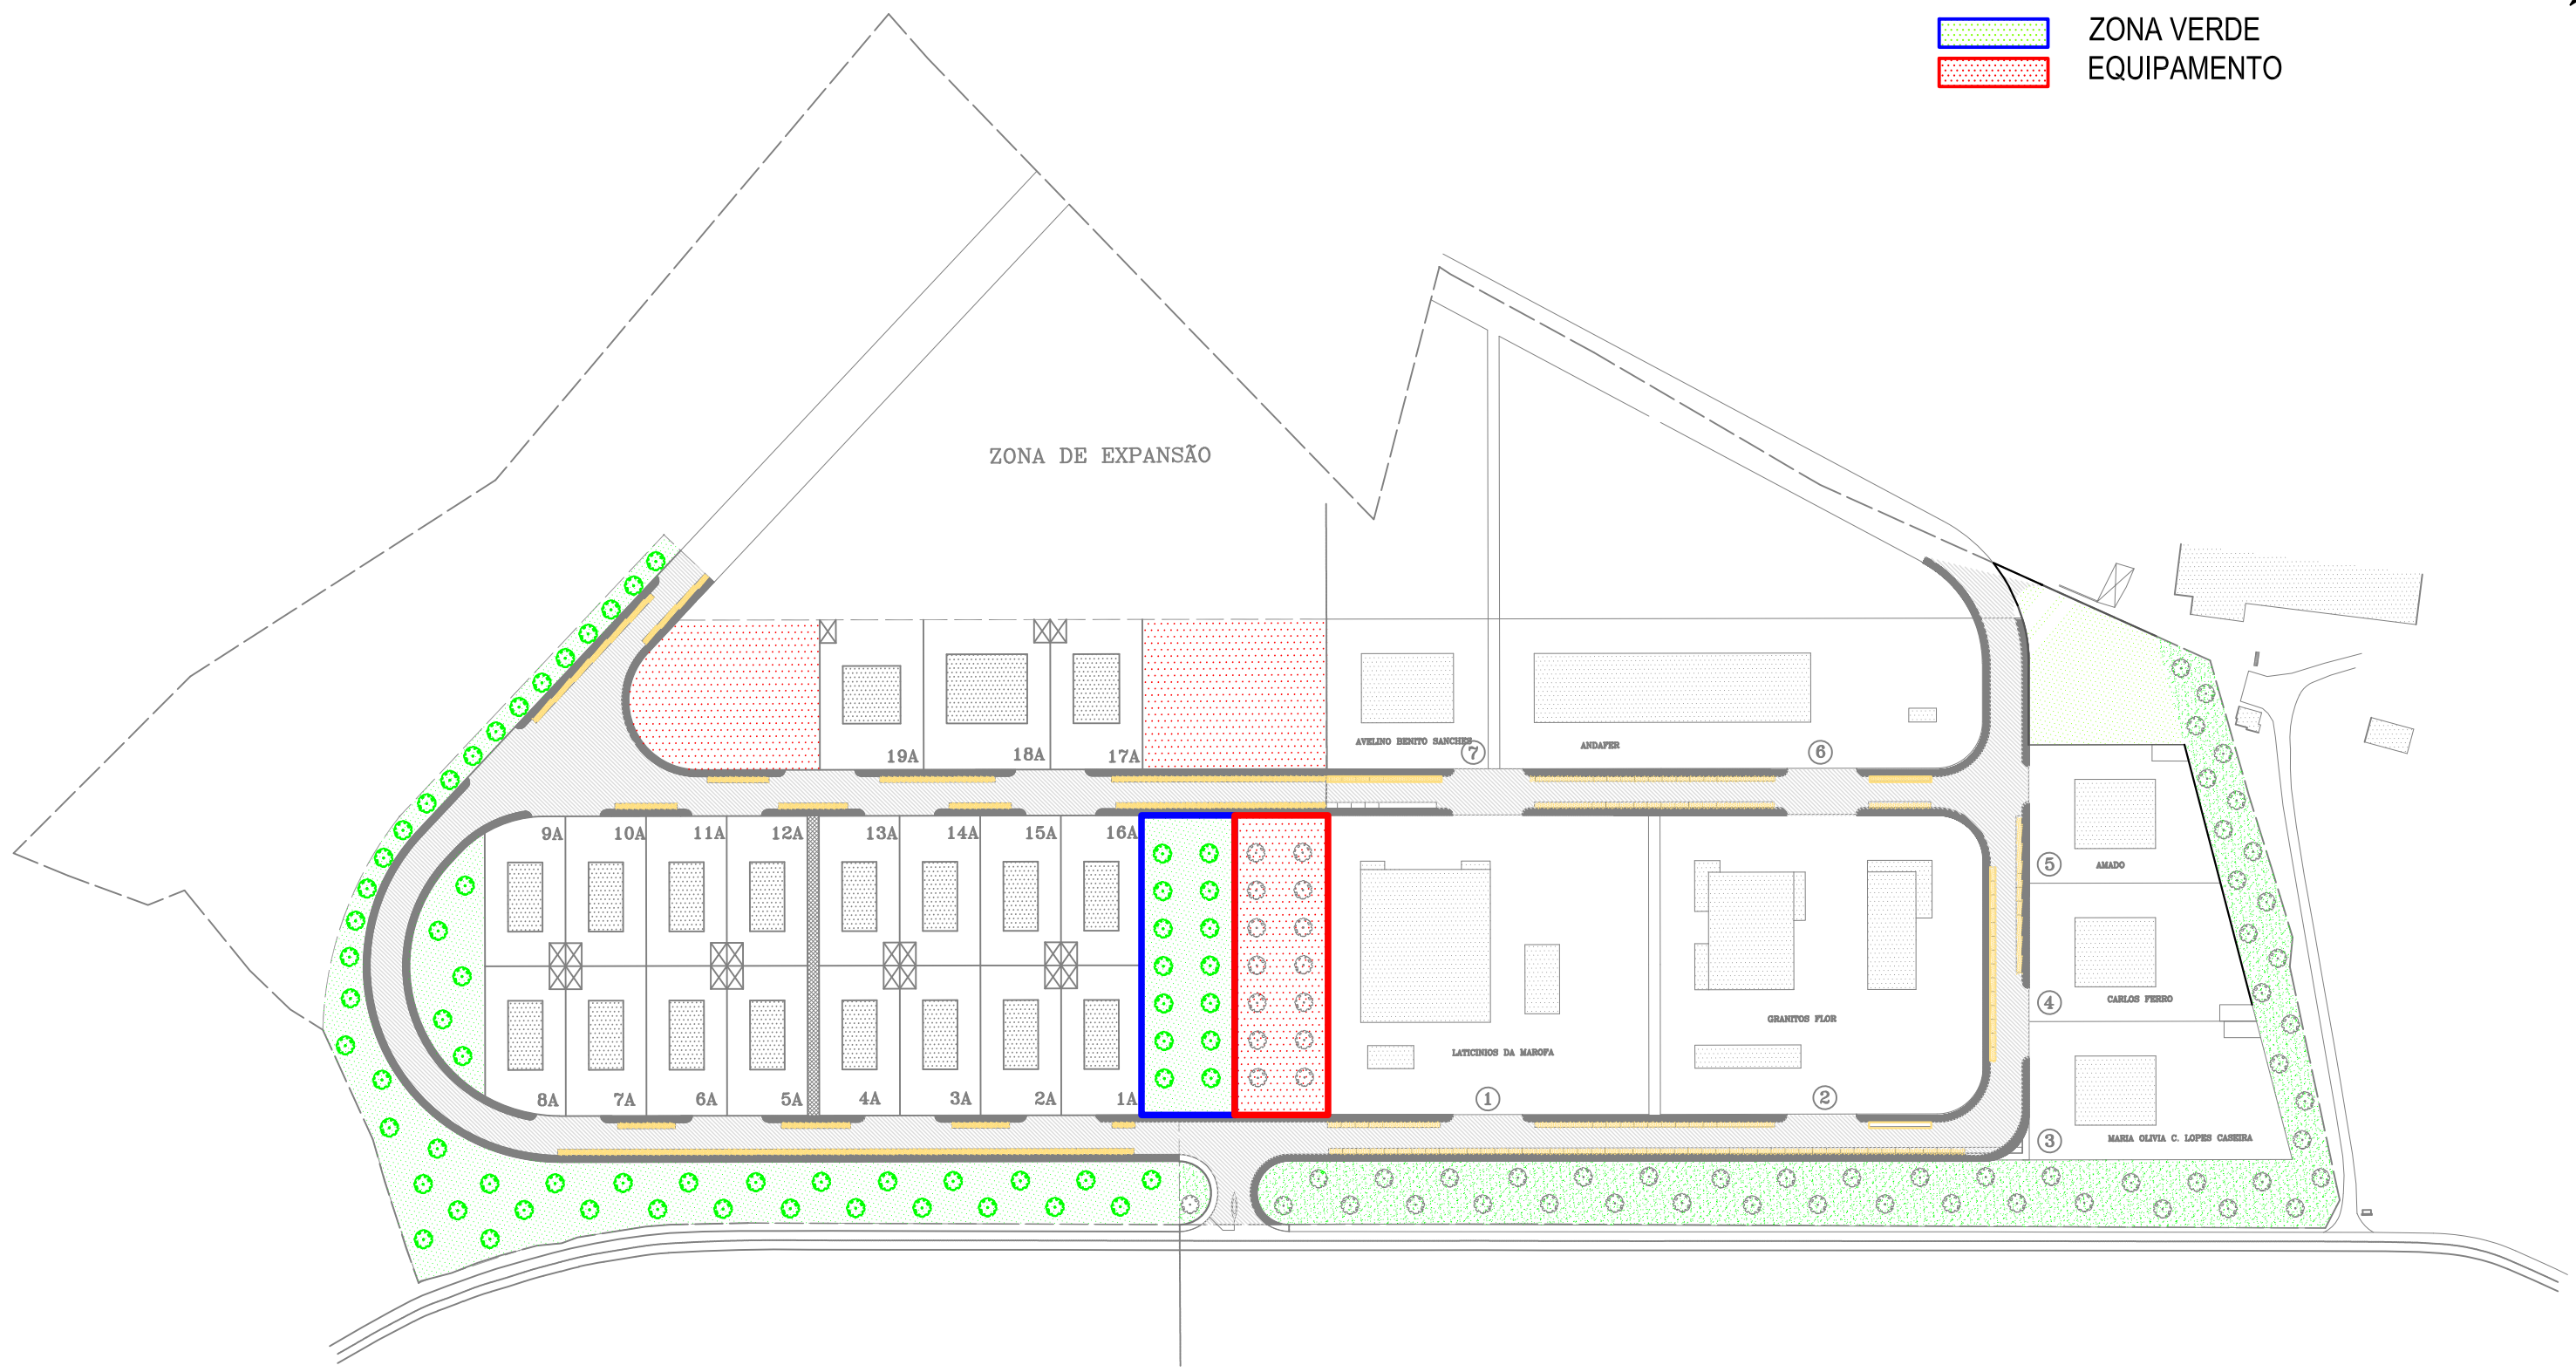 ZONA VERDE
EQUIPAMENTO
ZONA DE EXPANSÃO
19A
18A
17A
AVELINO BENITO SANCHES
7
ANDAFER
6
9A
10A
11A
12A
13A
14A
15A
16A
5
AMADO
4
CARLOS FERRO
GRANITOS FLOR
LATICINIOS DA MAROFA
8A
7A
6A
5A
4A
3A
2A
1A
1
2
3
MARIA OLIVIA C. LOPES CASEIRA